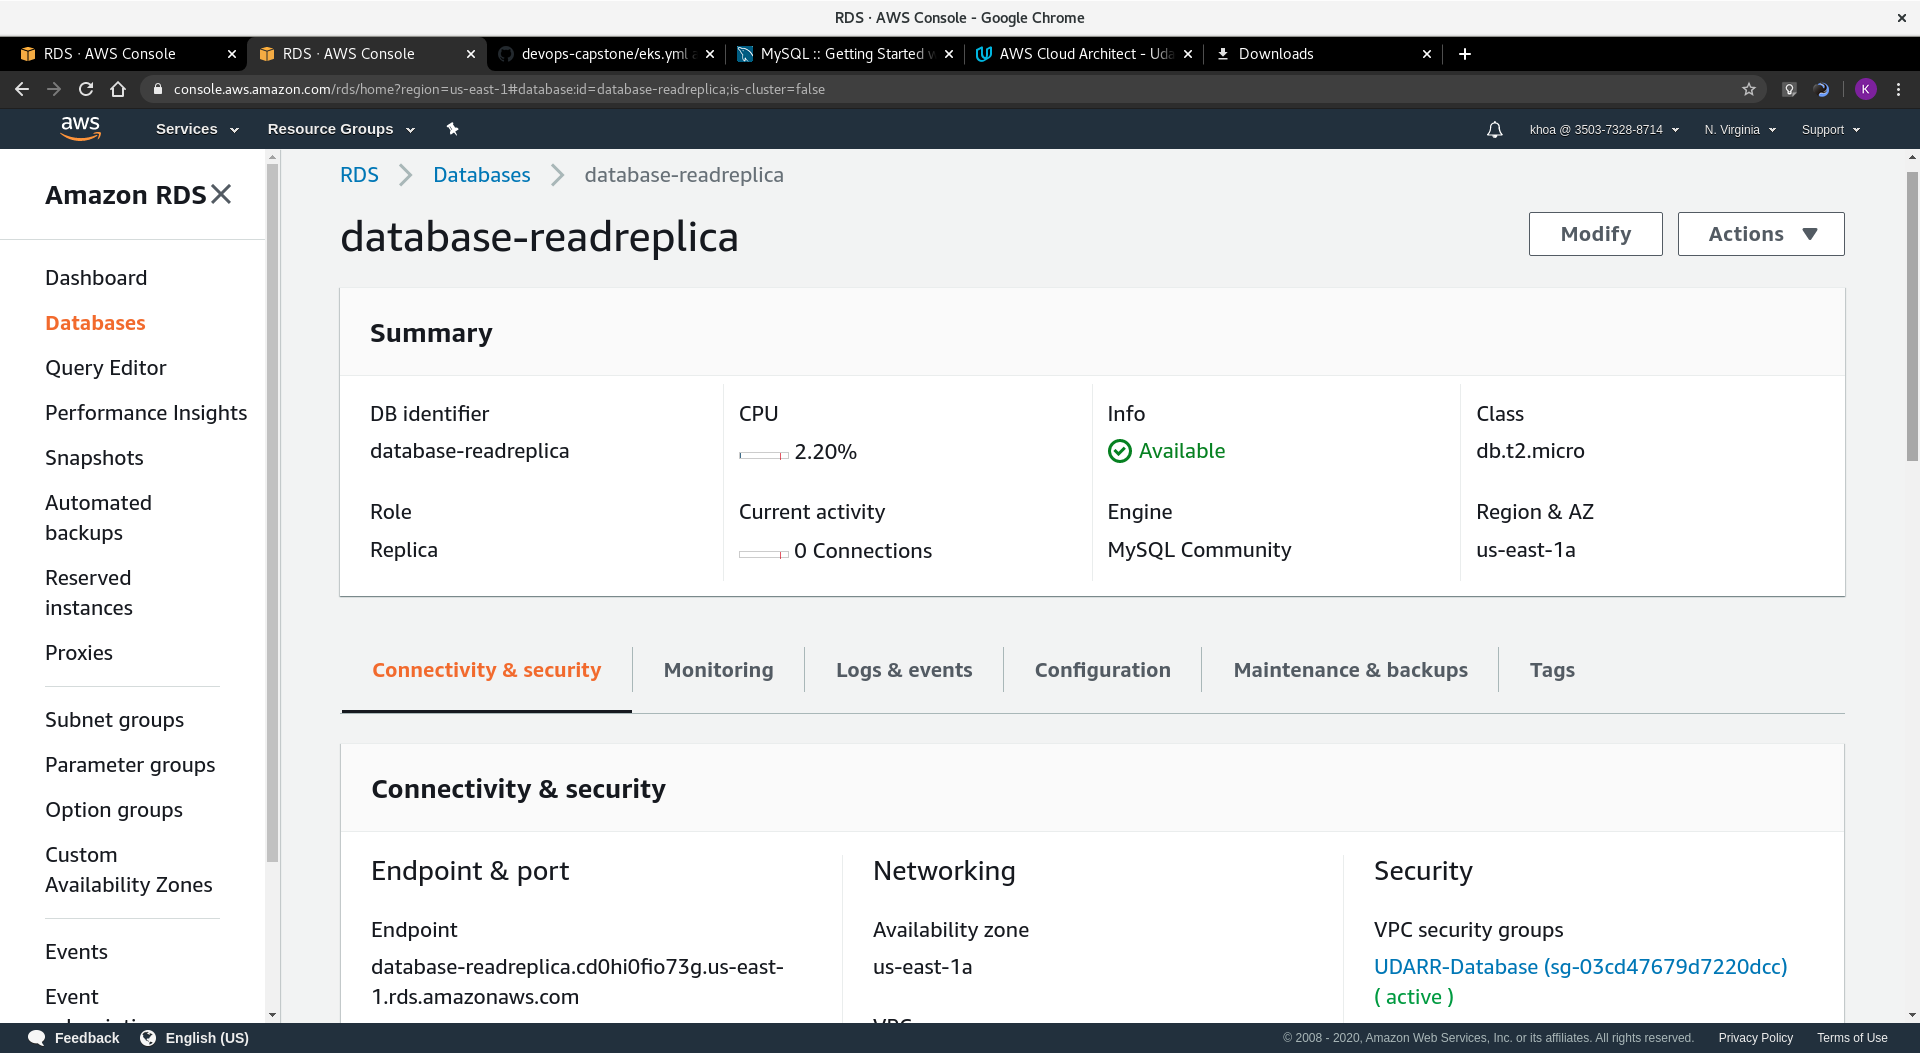 RDS · AWS Console - Google Chrome
RDS · AWS Console
RDS · AWS Console
devops-capstone/eks.yml
MySQL :: Getting Started
AWS Cloud Architect - Uda
Downloads
console.aws.amazon.com/rds/home?region=us-east-1#database:id=database-readreplica;is-cluster=false
K
aws
Services
Resource Groups
khoa @ 3503-7328-8714
N. Virginia
Support
Amazon RDS
Dashboard
Databases
Query Editor
Performance Insights
Snapshots
Automated
backups
Reserved
instances
Proxies
Subnet groups
Parameter groups
Option groups
Custom
Availability Zones
Events
Event
RDS
Databases
database-readreplica
database-readreplica
Modify
Actions
Summary
DB identifier
database-readreplica
CPU
2.20%
Info
Available
Class
db.t2.micro
Role
Replica
Current activity
0 Connections
Engine
MySQL Community
Region & AZ
us-east-1a
Connectivity & security
Monitoring
Logs & events
Configuration
Maintenance & backups
Tags
Connectivity & security
Endpoint & port
Endpoint
database-readreplica.cd0hi0fio73g.us-east-
1.rds.amazonaws.com
Networking
Availability zone
us-east-1a
VPC
Security
VPC security groups
UDARR-Database (sg-03cd47679d7220dcc)
( active )
Feedback
English (US)
© 2008 - 2020, Amazon Web Services, Inc. or its affiliates. All rights reserved.
Privacy Policy
Terms of Use